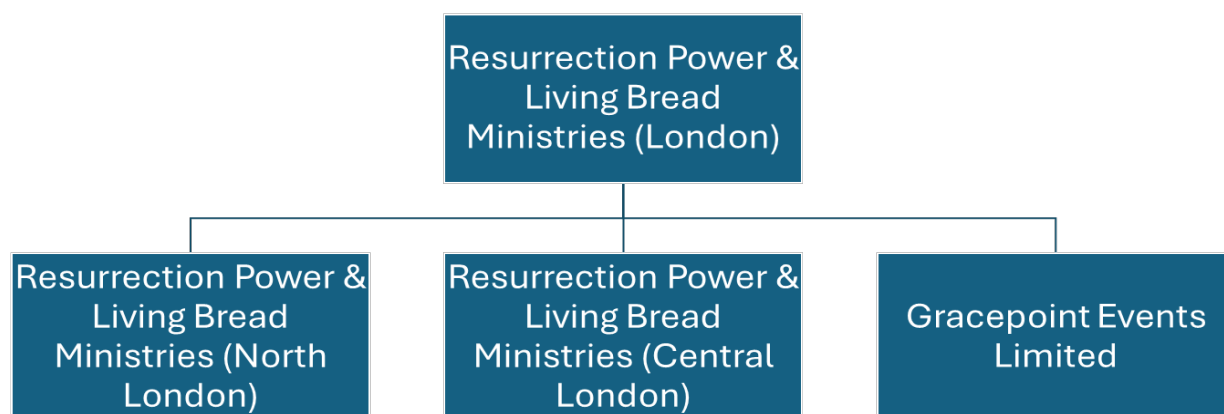 Resurrection Power &
Living Bread
Ministries (London)
Resurrection Power &
Living Bread
Ministries (North
London)
Resurrection Power &
Living Bread
Ministries (Central
London)
Gracepoint Events
Limited